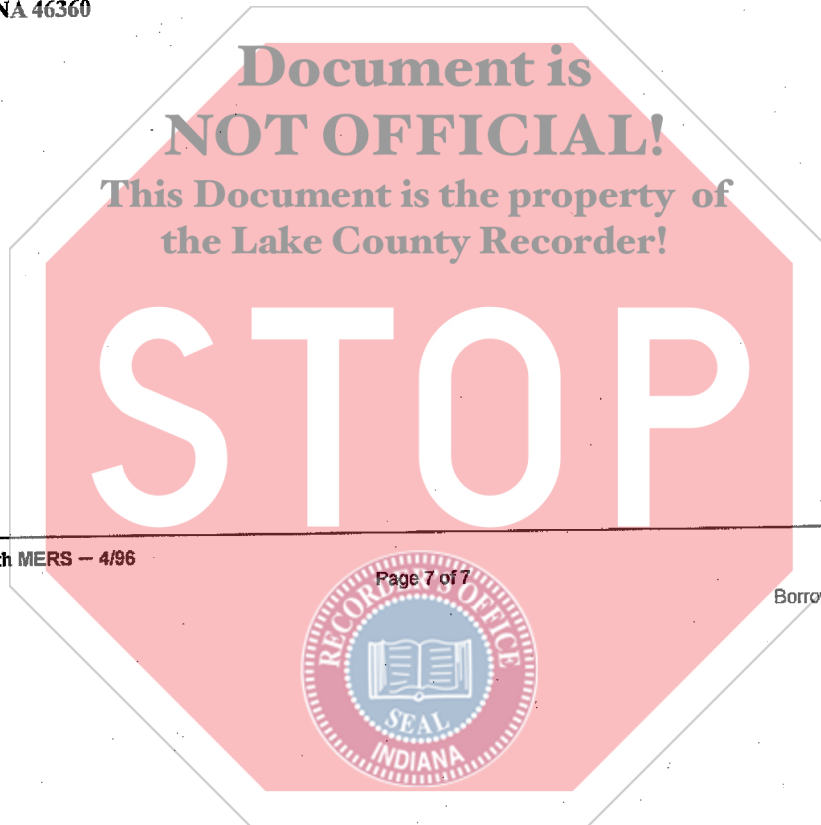 NA 46360
Document is
NOT OFFICIAL!
This Document is the property of
the Lake County Recorder!
STOP
th MERS — 4/96
Page 7 of 7
Borro
RECORDER'S OFFICE
SEAL
INDIANA